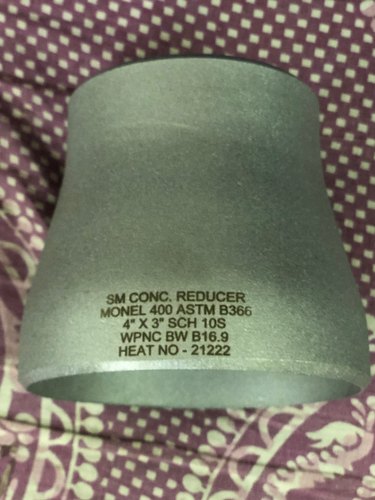 SM CONC. REDUCER
MONEL 400 ASTM B366
4" X 3" SCH 10S
WPNC BW B16.9
HEAT NO - 21222